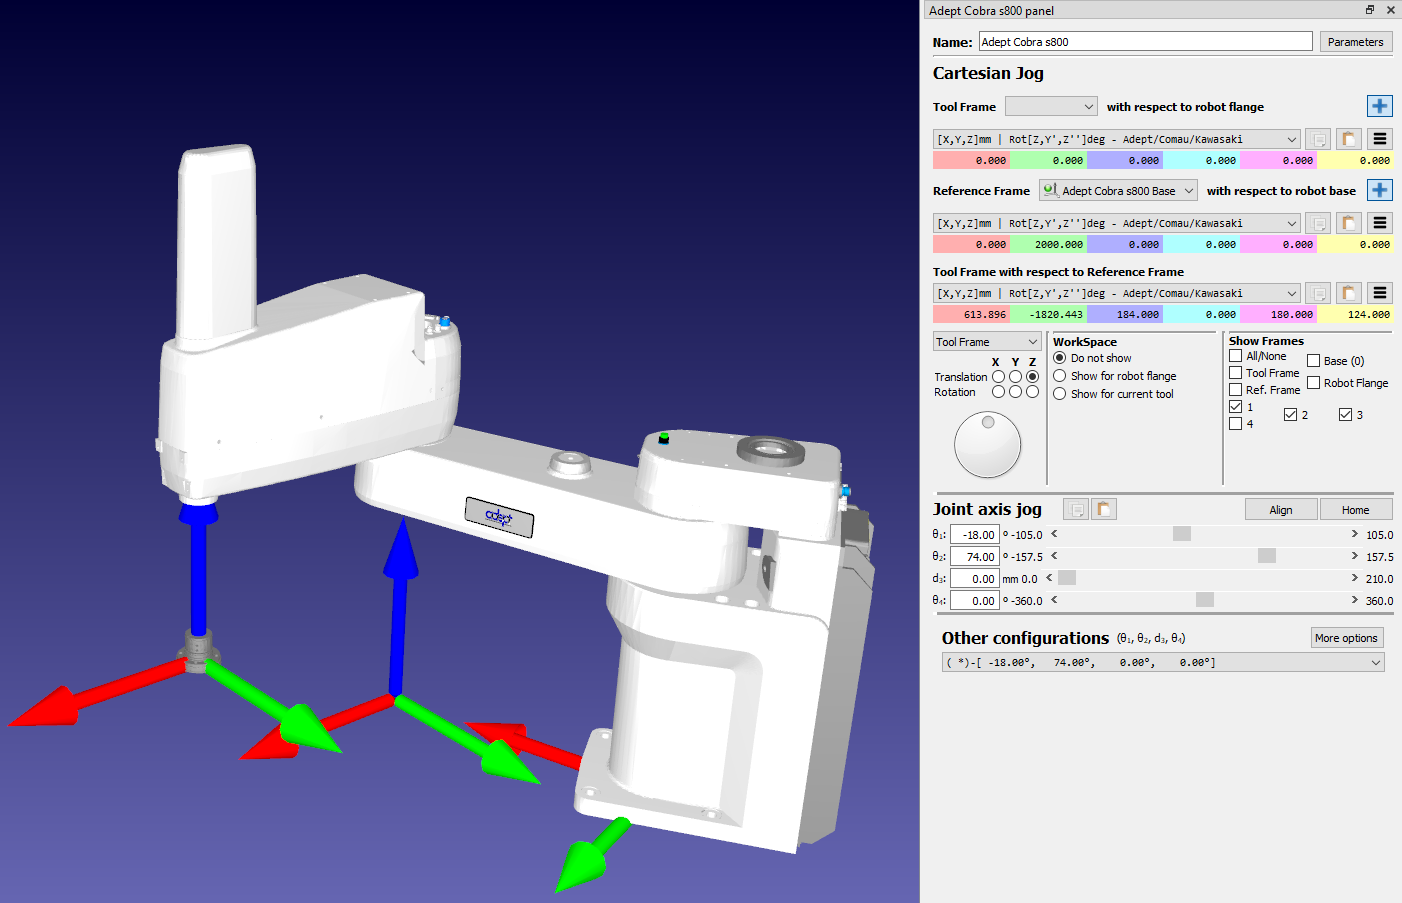 Adept Cobra s800 panel
Name: Adept Cobra s800 Parameters
Cartesian Jog
Tool Frame with respect to robot flange
[X,Y,Z]mm | Rot[Z,Y',Z'']deg - Adept/Comau/Kawasaki
0.000 0.000 0.000 0.000 0.000 0.000
Reference Frame Adept Cobra s800 Base with respect to robot base
[X,Y,Z]mm | Rot[Z,Y',Z'']deg - Adept/Comau/Kawasaki
0.000 2000.000 0.000 0.000 0.000 0.000
Tool Frame with respect to Reference Frame
[X,Y,Z]mm | Rot[Z,Y',Z'']deg - Adept/Comau/Kawasaki
613.896 -1820.443 184.000 0.000 180.000 124.000
Tool Frame
X Y Z
Translation
Rotation
WorkSpace
Do not show
Show for robot flange
Show for current tool
Show Frames
All/None Base (0)
Tool Frame
Ref. Frame Robot Flange
1 2 3
4
Joint axis jog Align Home
θ₁: -18.00 º -105.0 < > 105.0
θ₂: 74.00 º -157.5 < > 157.5
d₃: 0.00 mm 0.0 < > 210.0
θ₄: 0.00 º -360.0 < > 360.0
Other configurations (θ₁, θ₂, d₃, θ₄) More options
( *)-[ -18.00°, 74.00°, 0.00°, 0.00°]
adept